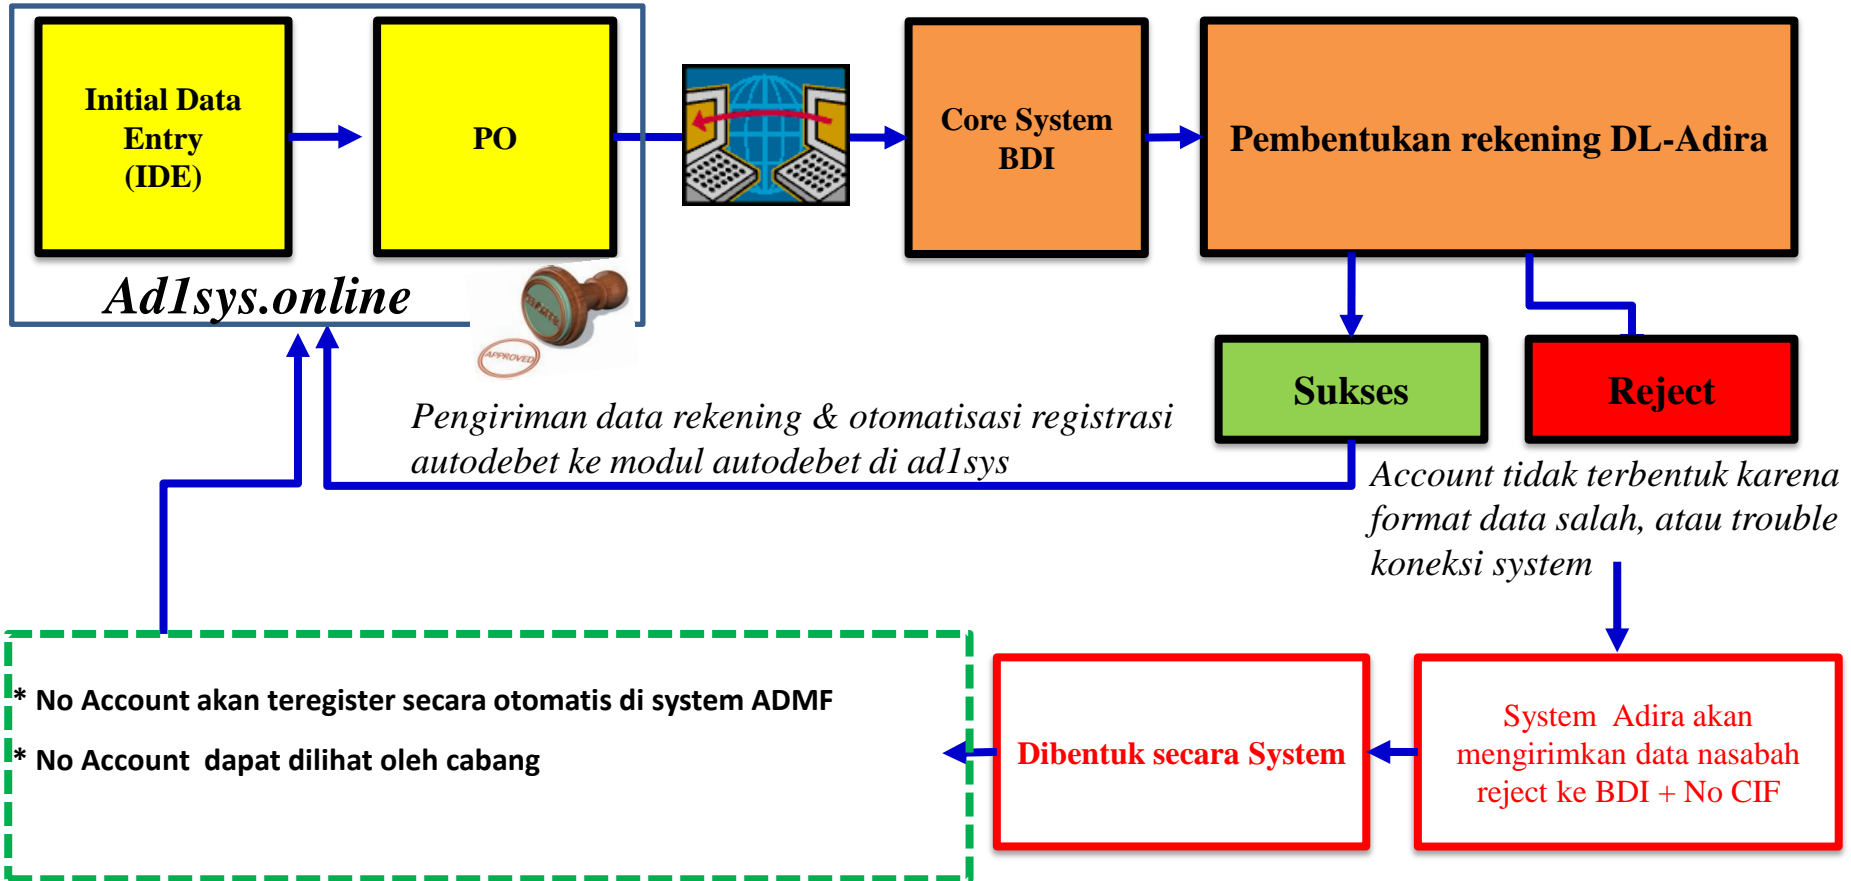 Initial Data
Entry
(IDE)
PO
Core System
BDI
Pembentukan rekening DL-Adira
Ad1sys.online
APPROVED
Sukses
Reject
Pengiriman data rekening & otomatisasi registrasi
autodebet ke modul autodebet di ad1sys
Account tidak terbentuk karena
format data salah, atau trouble
koneksi system
* No Account akan teregister secara otomatis di system ADMF
* No Account  dapat dilihat oleh cabang
Dibentuk secara System
System  Adira akan
mengirimkan data nasabah
reject ke BDI + No CIF